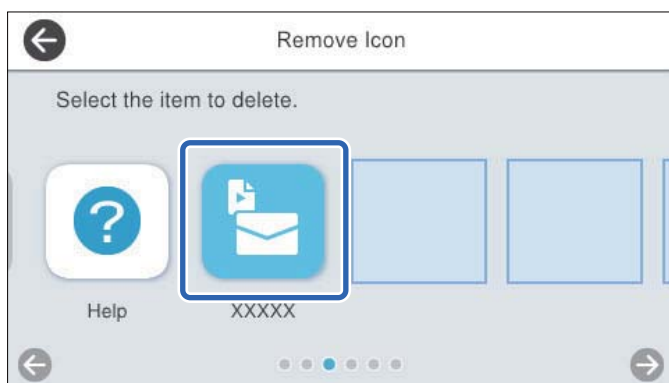 Remove Icon
Select the item to delete.
?
Help
XXXXX